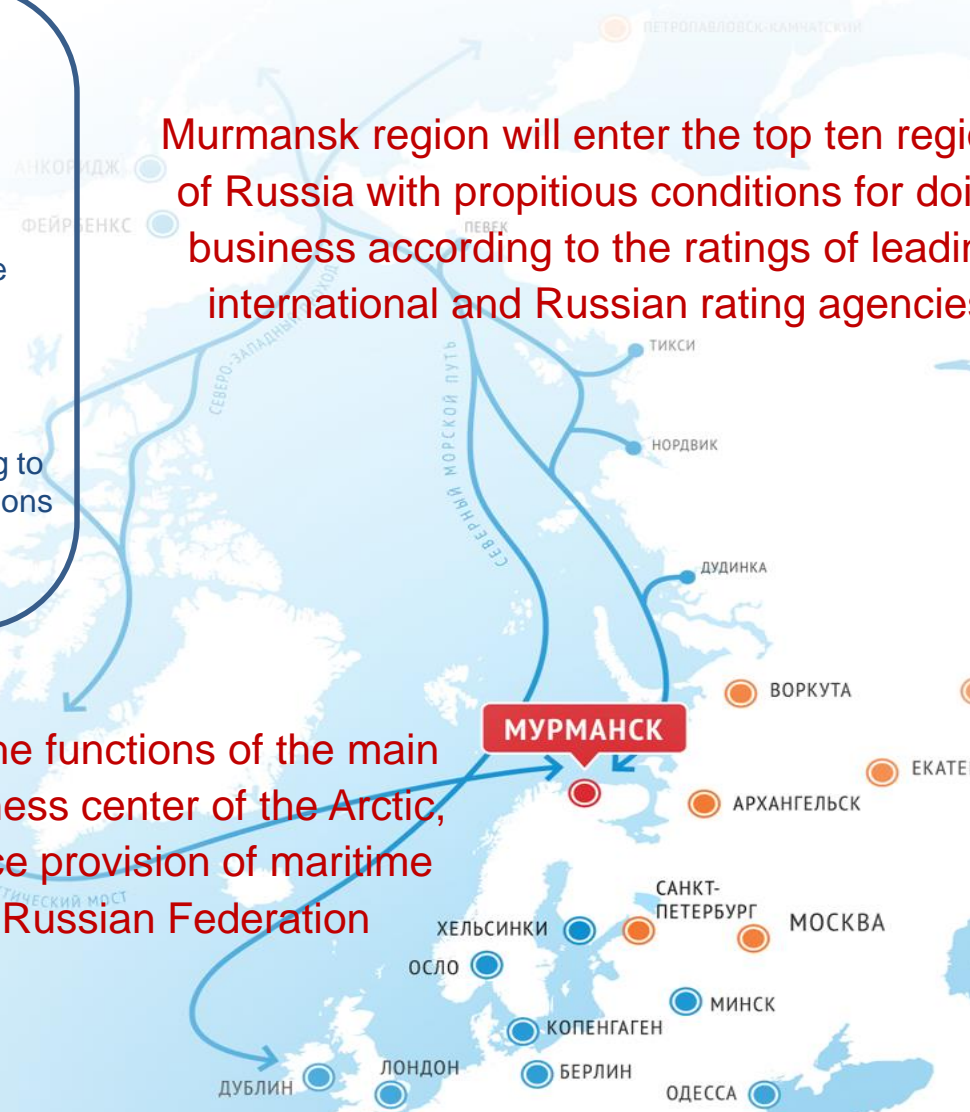 ПЕТРОПАВЛОВСК-КАМЧАТСКИЙ
Murmansk region will enter the top ten regi
of Russia with propitious conditions for doi
business according to the ratings of leadin
international and Russian rating agencies
АНКОРИДЖ
ФЕЙРБЕНКС
ПЕВЕК
e
СЕВЕРО-ЗАПАДНЫЙ ПРОХОД
ТИКСИ
СЕВЕРНЫЙ МОРСКОЙ ПУТЬ
НОРДВИК
g to
ons
ДУДИНКА
ВОРКУТА
МУРМАНСК
he functions of the main
ness center of the Arctic,
ce provision of maritime
Russian Federation
ЕКАТЕ
АРХАНГЕЛЬСК
ТИЧЕСКИЙ МОСТ
САНКТ-
ПЕТЕРБУРГ
МОСКВА
ХЕЛЬСИНКИ
ОСЛО
МИНСК
КОПЕНГАГЕН
ЛОНДОН
БЕРЛИН
ДУБЛИН
ОДЕССА